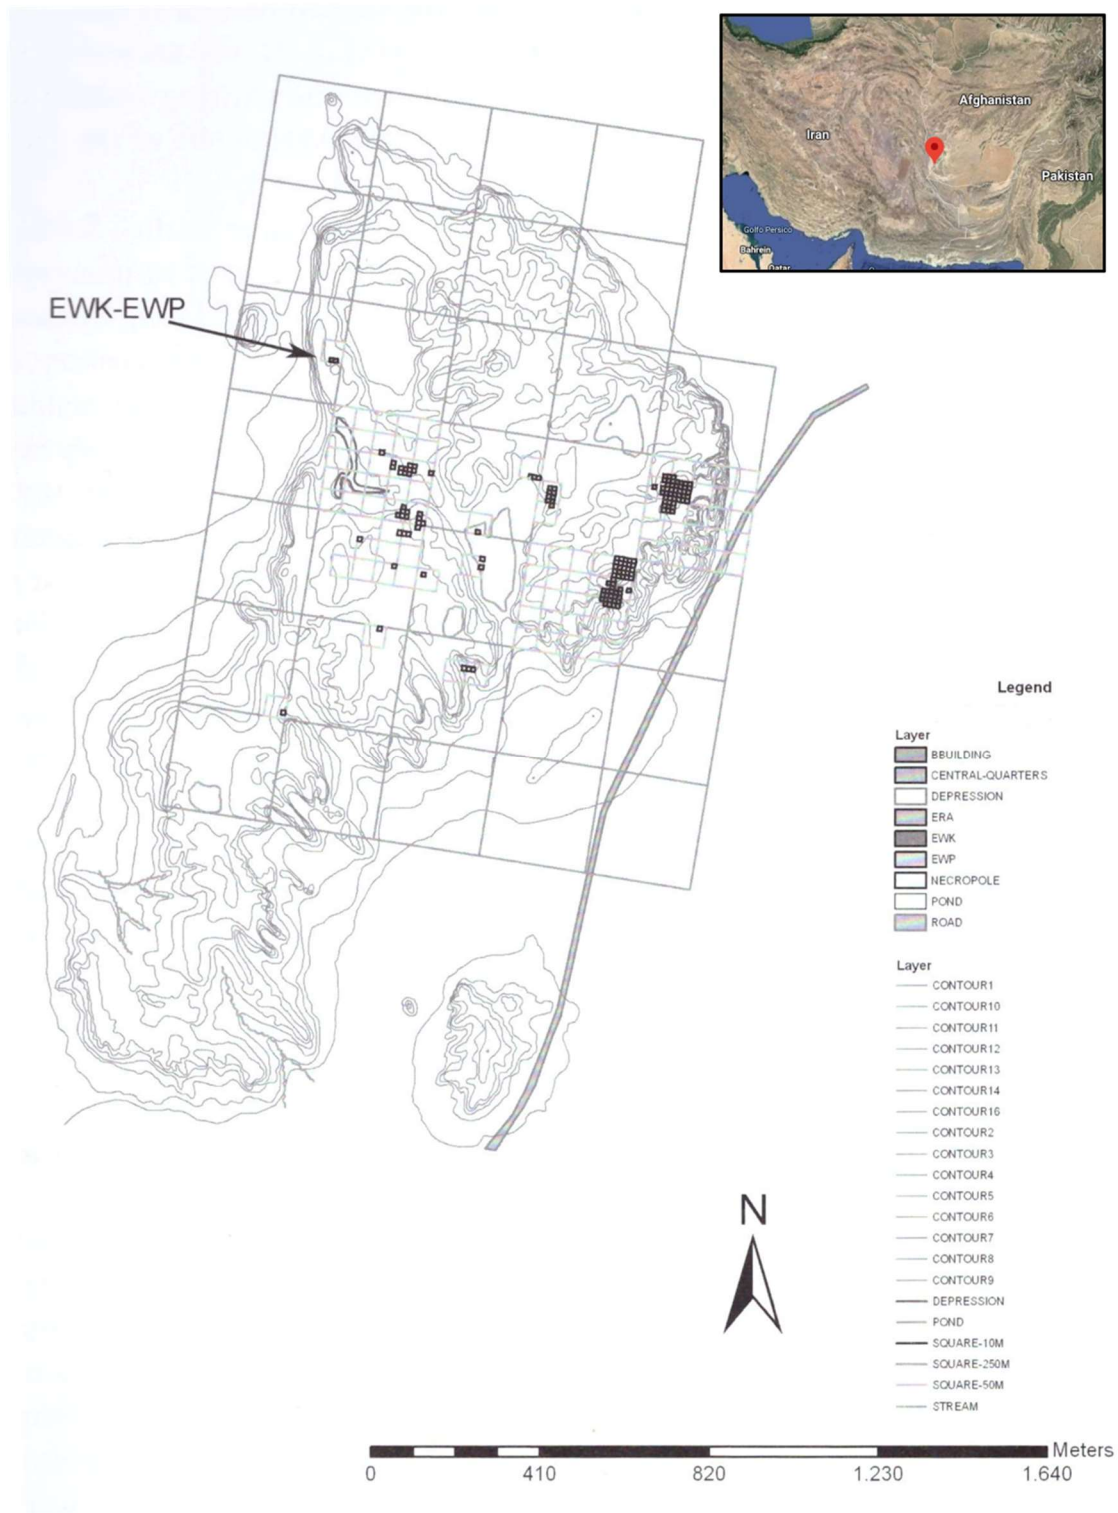 Afghanistan
Iran
Pakistan
Golfo Persico
Bahrein
Qatar
EWK-EWP
Legend
Layer
BBUILDING
CENTRAL-QUARTERS
DEPRESSION
ERA
EWK
EWP
NECROPOLE
POND
ROAD
Layer
CONTOUR1
CONTOUR10
CONTOUR11
CONTOUR12
CONTOUR13
CONTOUR14
CONTOUR16
CONTOUR2
CONTOUR3
CONTOUR4
CONTOUR5
CONTOUR6
CONTOUR7
CONTOUR8
CONTOUR9
DEPRESSION
POND
SQUARE-10M
SQUARE-250M
SQUARE-50M
STREAM
N
Meters
0 410 820 1.230 1.640